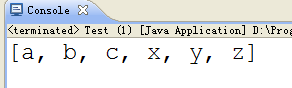 Console
<terminated> Test (1) [Java Application] D:\Prog
[a, b, c, x, y, z]